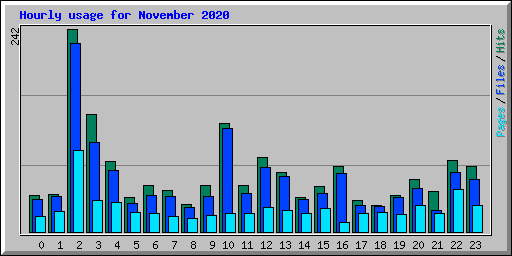 Hourly usage for November 2020
242
Pages / Files / Hits
0 1 2 3 4 5 6 7 8 9 10 11 12 13 14 15 16 17 18 19 20 21 22 23